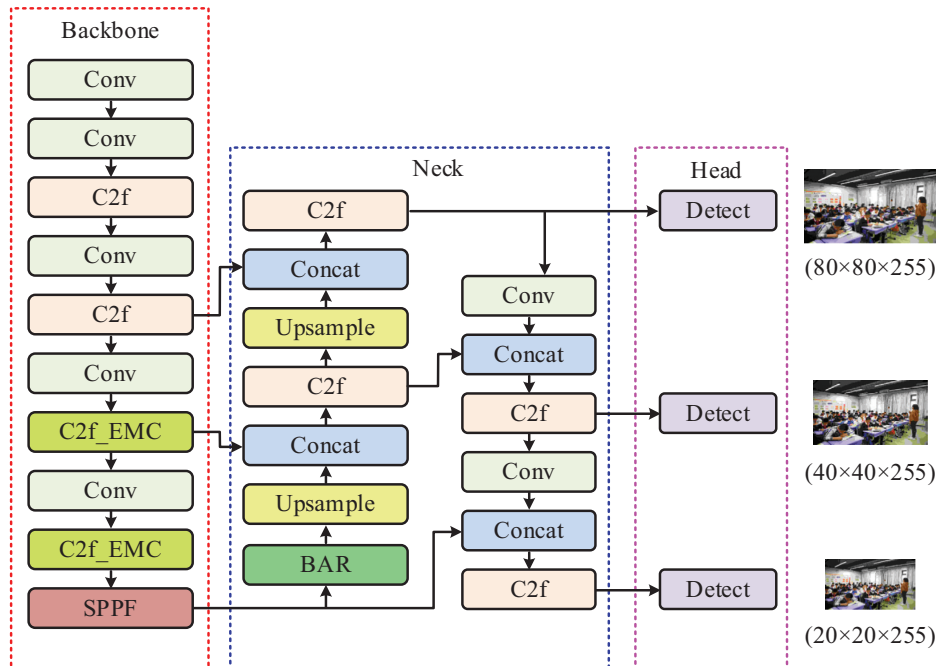 Backbone
Conv
Conv
C2f
Conv
C2f
Conv
C2f_EMC
Conv
C2f_EMC
SPPF
Neck
C2f
Concat
Upsample
C2f
Concat
Upsample
BAR
Conv
Concat
C2f
Conv
Concat
C2f
Head
Detect
Detect
Detect
(80×80×255)
(40×40×255)
(20×20×255)